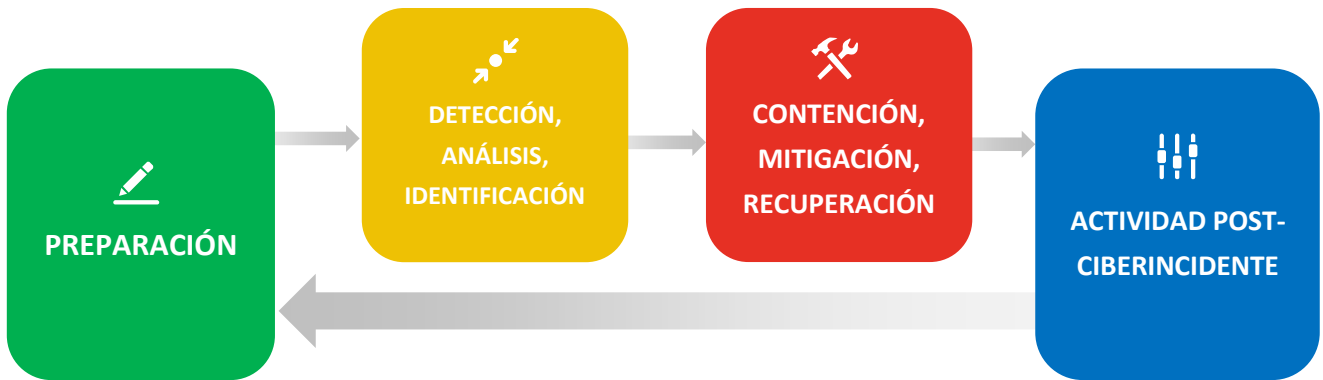 PREPARACIÓN
DETECCIÓN,
ANÁLISIS,
IDENTIFICACIÓN
CONTENCIÓN,
MITIGACIÓN,
RECUPERACIÓN
ACTIVIDAD POST-
CIBERINCIDENTE